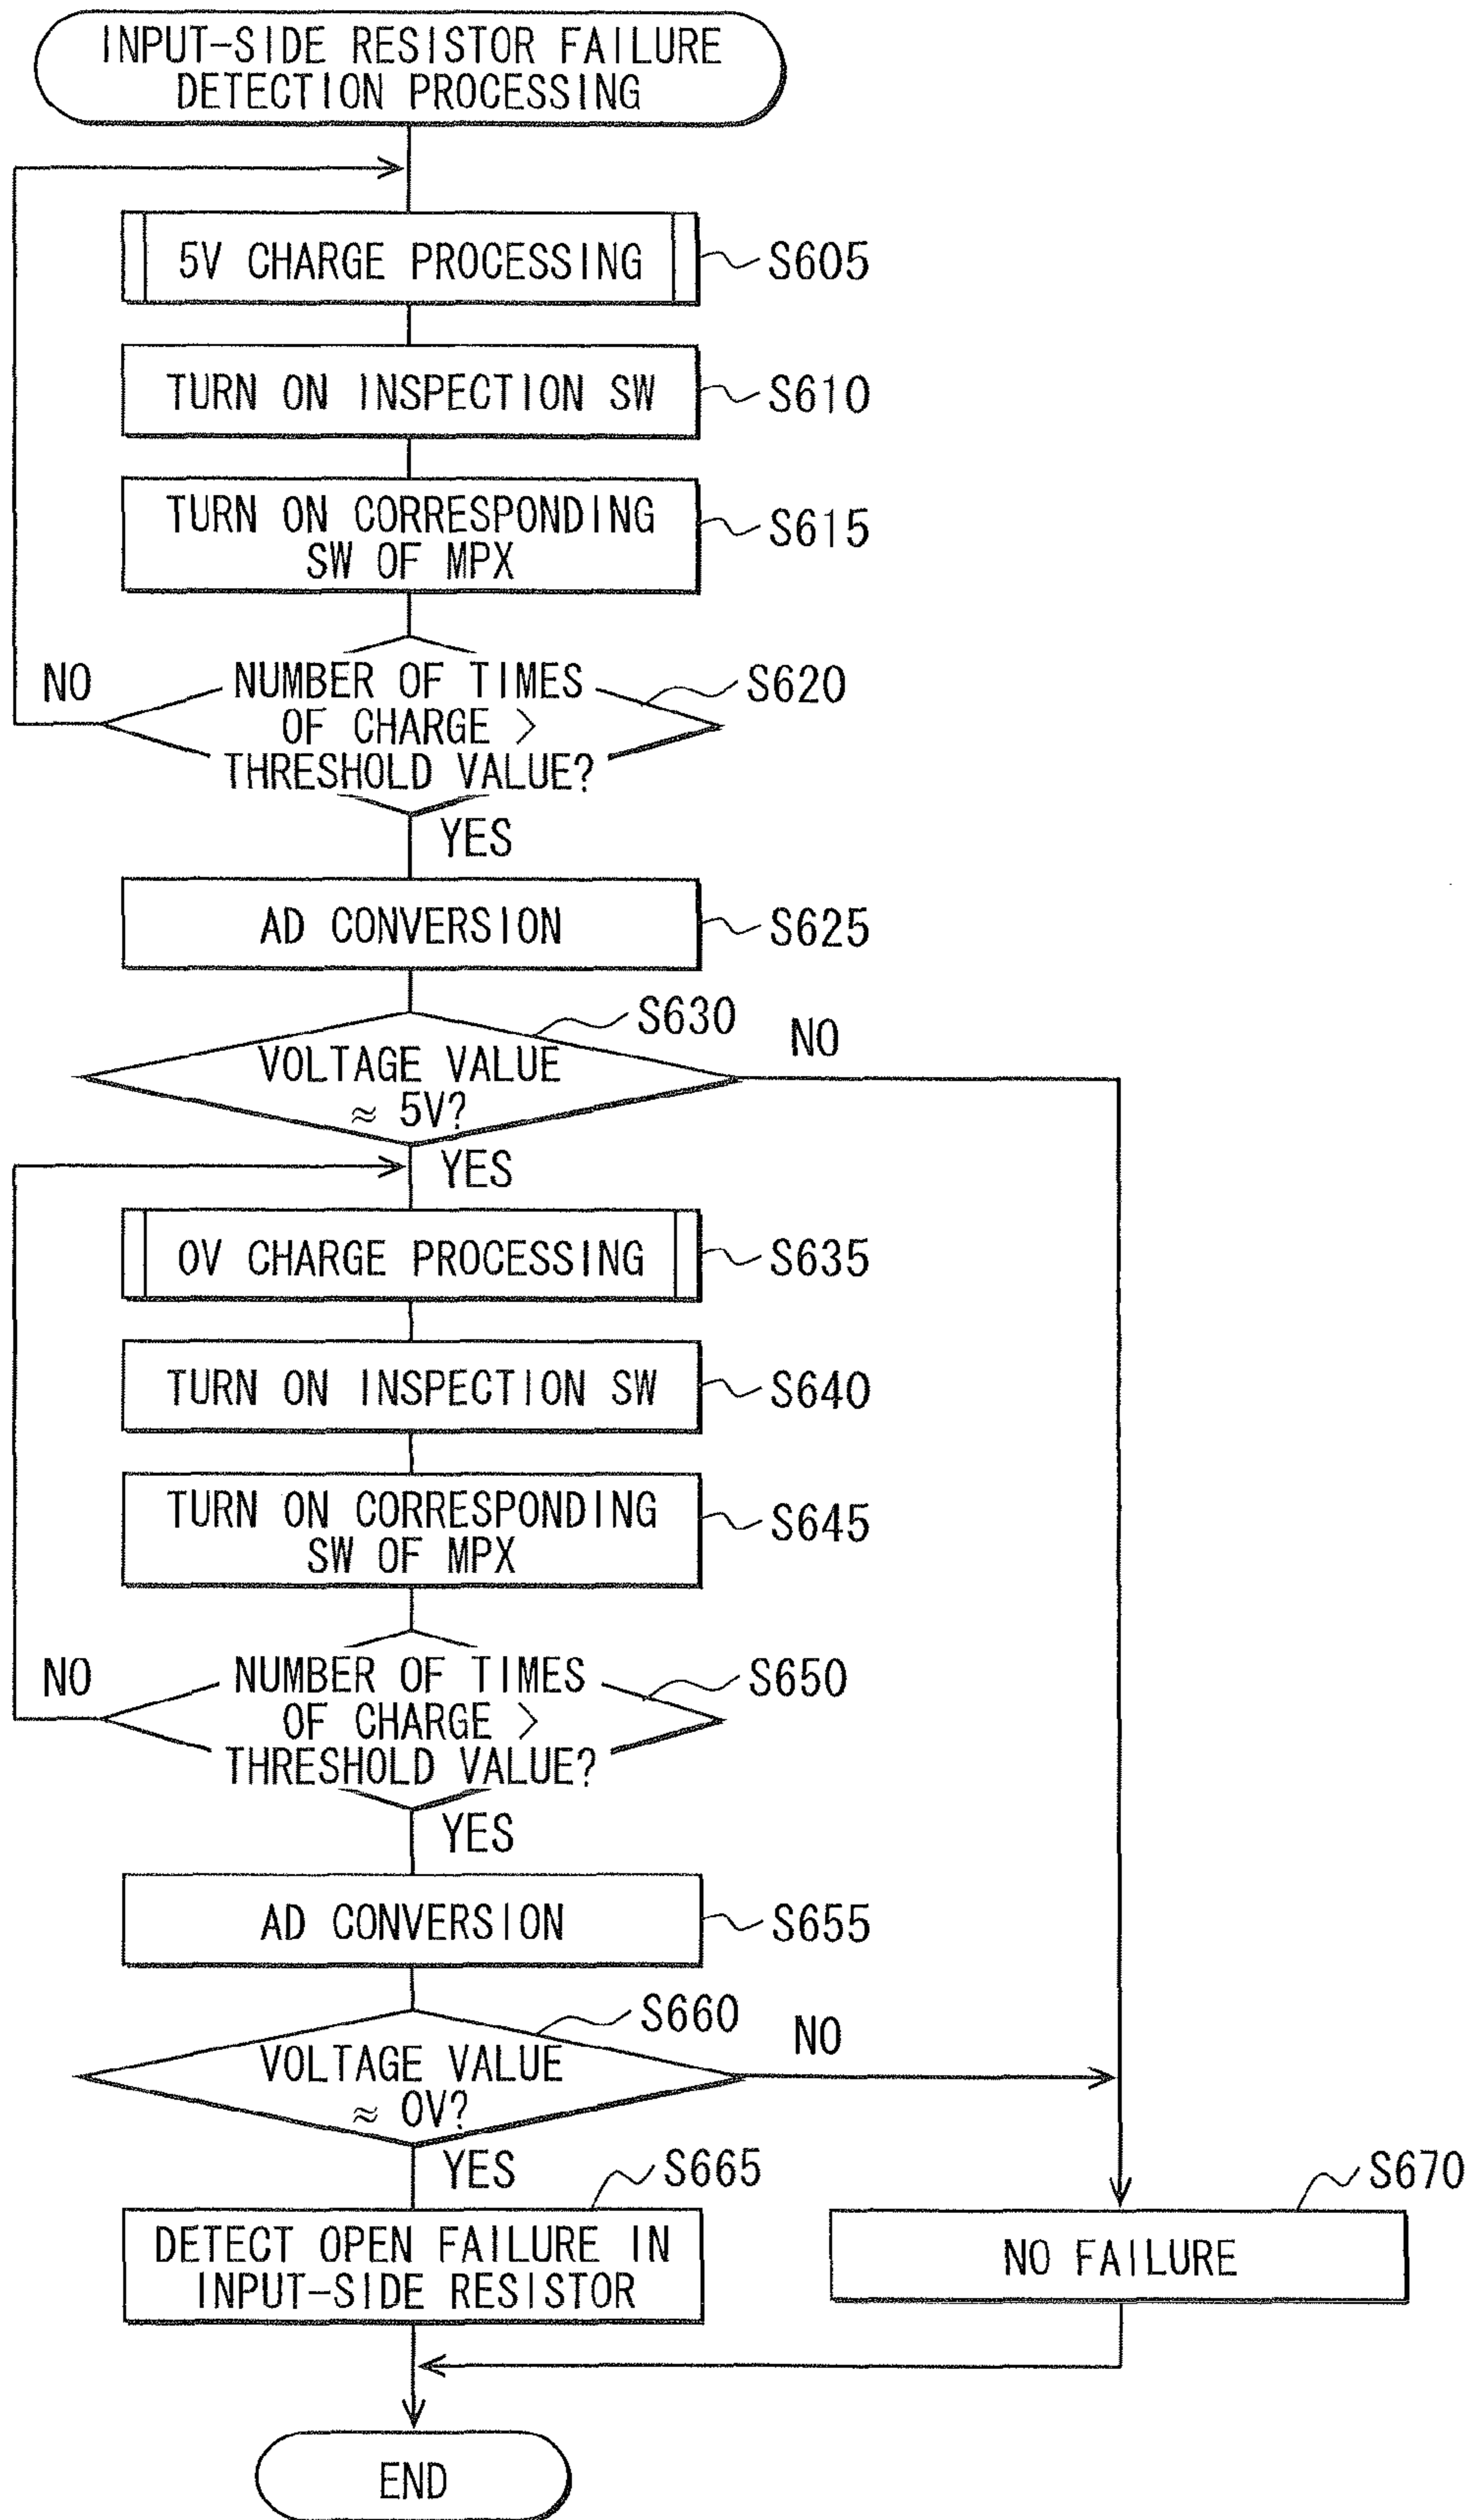 INPUT-SIDE RESISTOR FAILURE
DETECTION PROCESSING
5V CHARGE PROCESSING
S605
TURN ON INSPECTION SW
S610
TURN ON CORRESPONDING
SW OF MPX
S615
NUMBER OF TIMES
OF CHARGE >
THRESHOLD VALUE?
S620
NO
YES
AD CONVERSION
S625
S630
VOLTAGE VALUE
≈ 5V?
NO
YES
0V CHARGE PROCESSING
S635
TURN ON INSPECTION SW
S640
TURN ON CORRESPONDING
SW OF MPX
S645
NUMBER OF TIMES
OF CHARGE >
THRESHOLD VALUE?
S650
NO
YES
AD CONVERSION
S655
S660
VOLTAGE VALUE
≈ 0V?
NO
YES
S665
DETECT OPEN FAILURE IN
INPUT-SIDE RESISTOR
S670
NO FAILURE
END